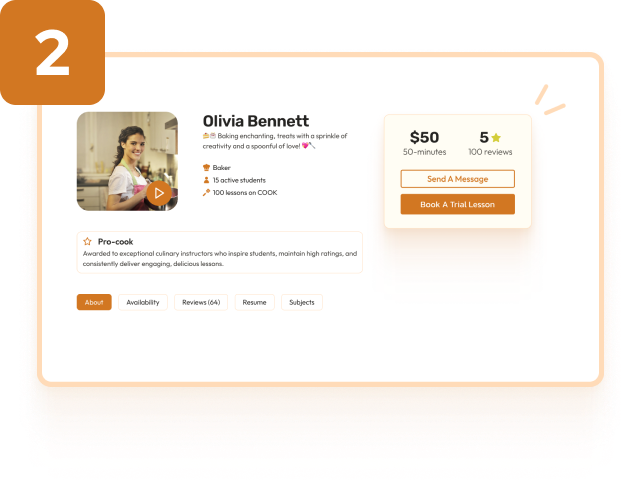 2
Olivia Bennett
Baking enchanting, treats with a sprinkle of
creativity and a spoonful of love!
Baker
15 active students
100 lessons on COOK
$50
50-minutes
5
100 reviews
Send A Message
Book A Trial Lesson
Pro-cook
Awarded to exceptional culinary instructors who inspire students, maintain high ratings, and
consistently deliver engaging, delicious lessons.
About
Availability
Reviews (64)
Resume
Subjects